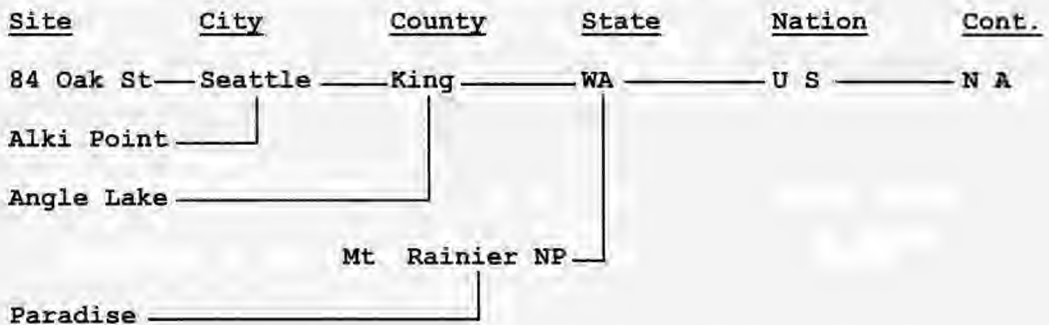 Site City County State Nation Cont.
84 Oak St Seattle King WA U S N A
Alki Point
Angle Lake
Mt Rainier NP
Paradise